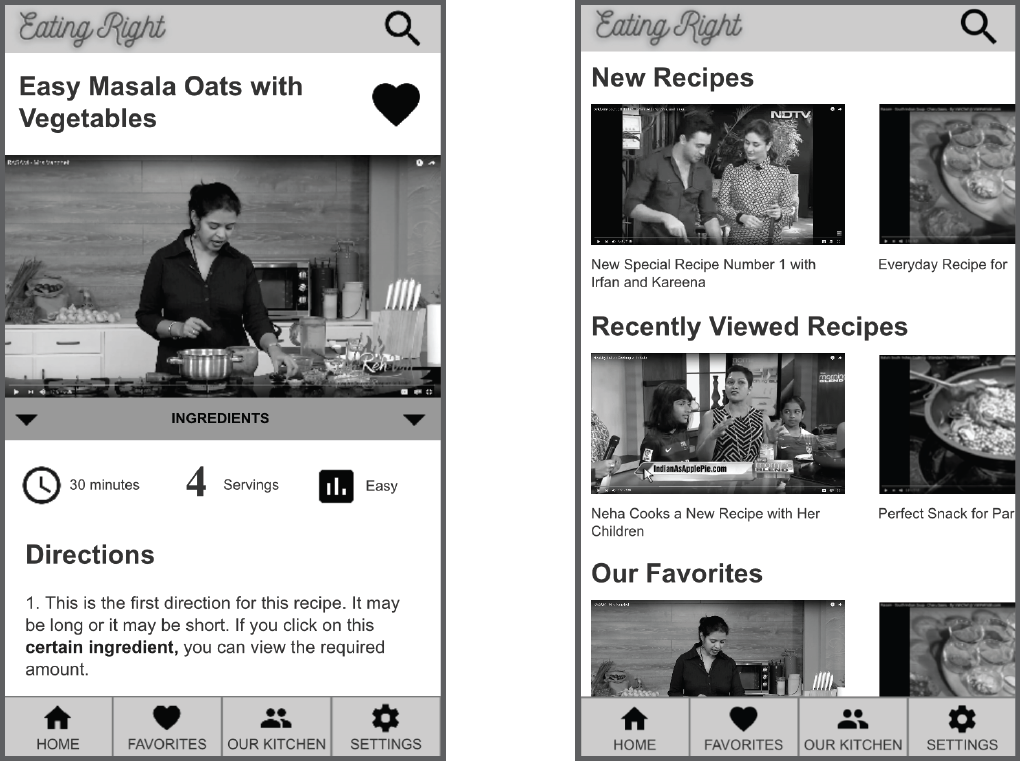 Eating Right
Easy Masala Oats with
Vegetables
INGREDIENTS
30 minutes
4 Servings
Easy
Directions
1. This is the first direction for this recipe. It may
be long or it may be short. If you click on this
certain ingredient, you can view the required
amount.
HOME
FAVORITES
OUR KITCHEN
SETTINGS
Eating Right
New Recipes
NDTV
New Special Recipe Number 1 with
Irfan and Kareena
Everyday Recipe for
Recently Viewed Recipes
IndianAsApplePie.com
Neha Cooks a New Recipe with Her
Children
Perfect Snack for Par
Our Favorites
HOME
FAVORITES
OUR KITCHEN
SETTINGS